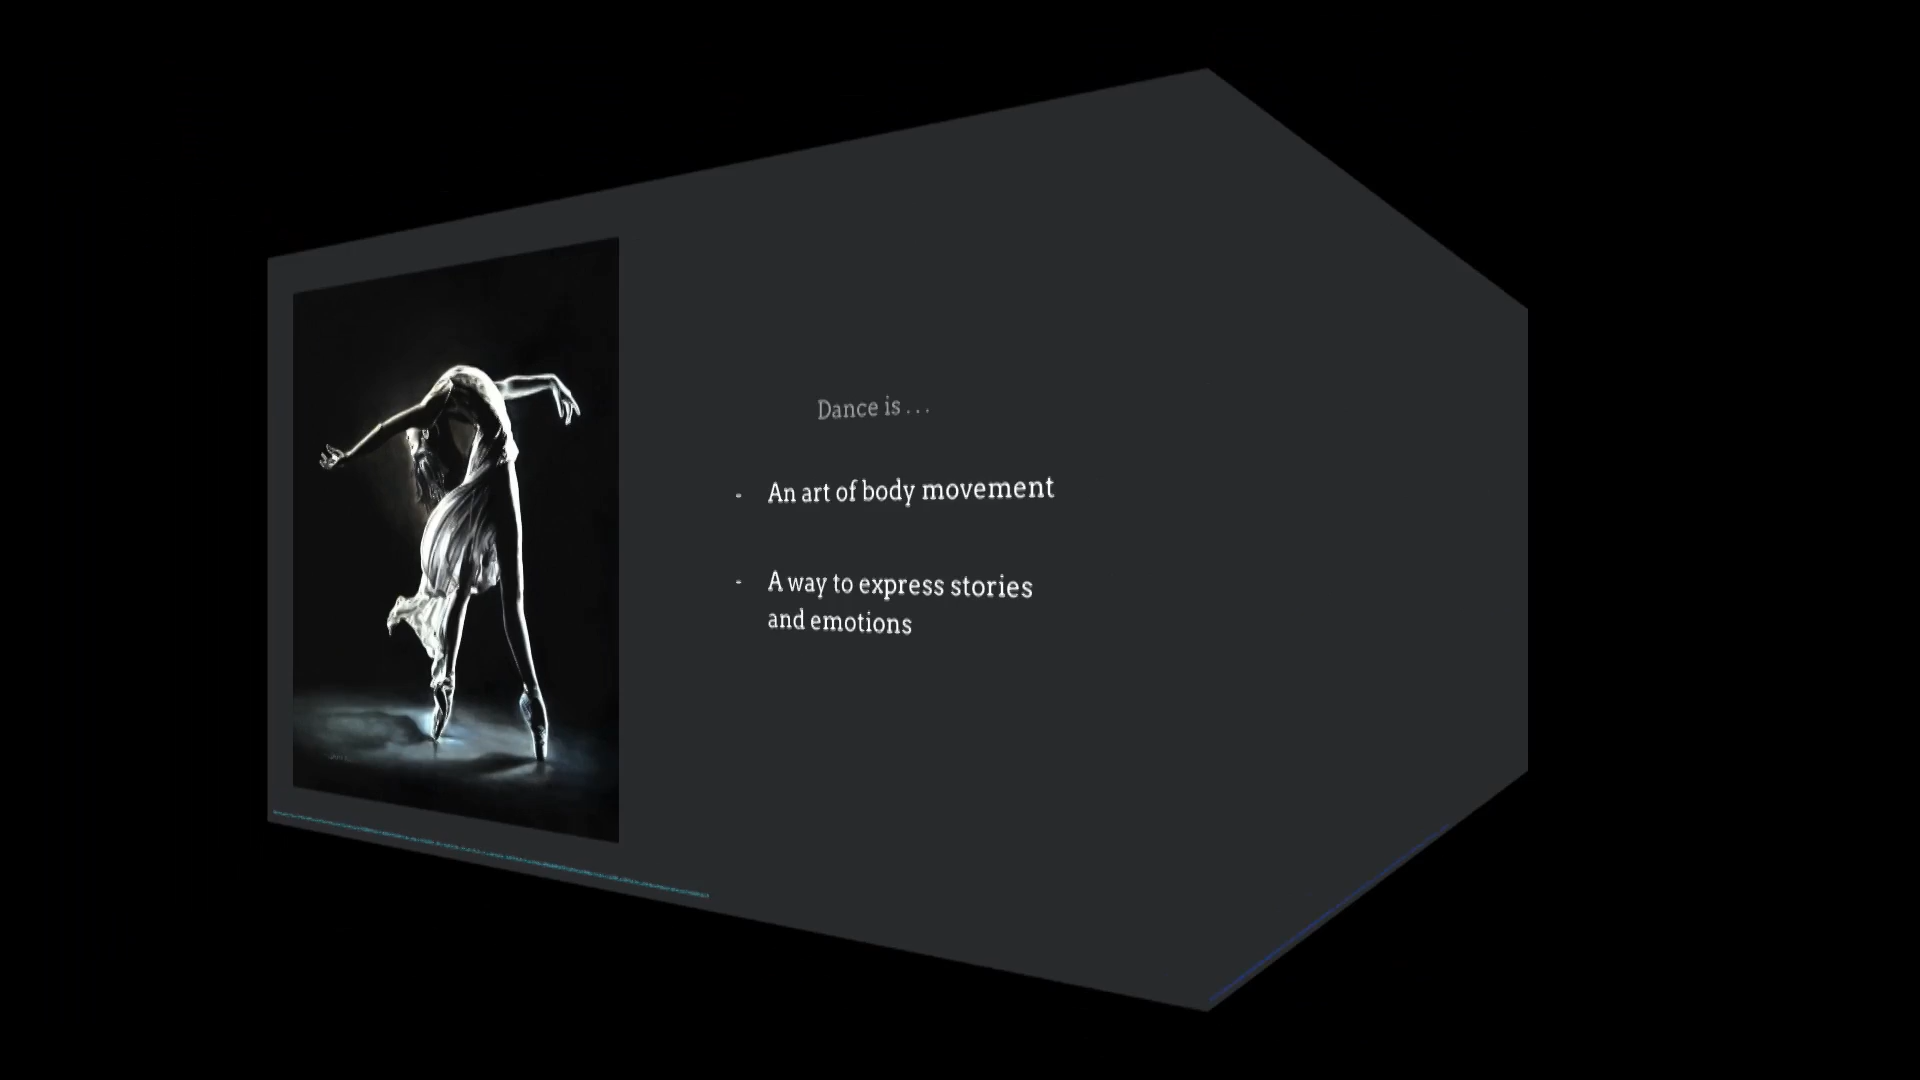 Dance is . . .
- An art of body movement
- A way to express stories
and emotions